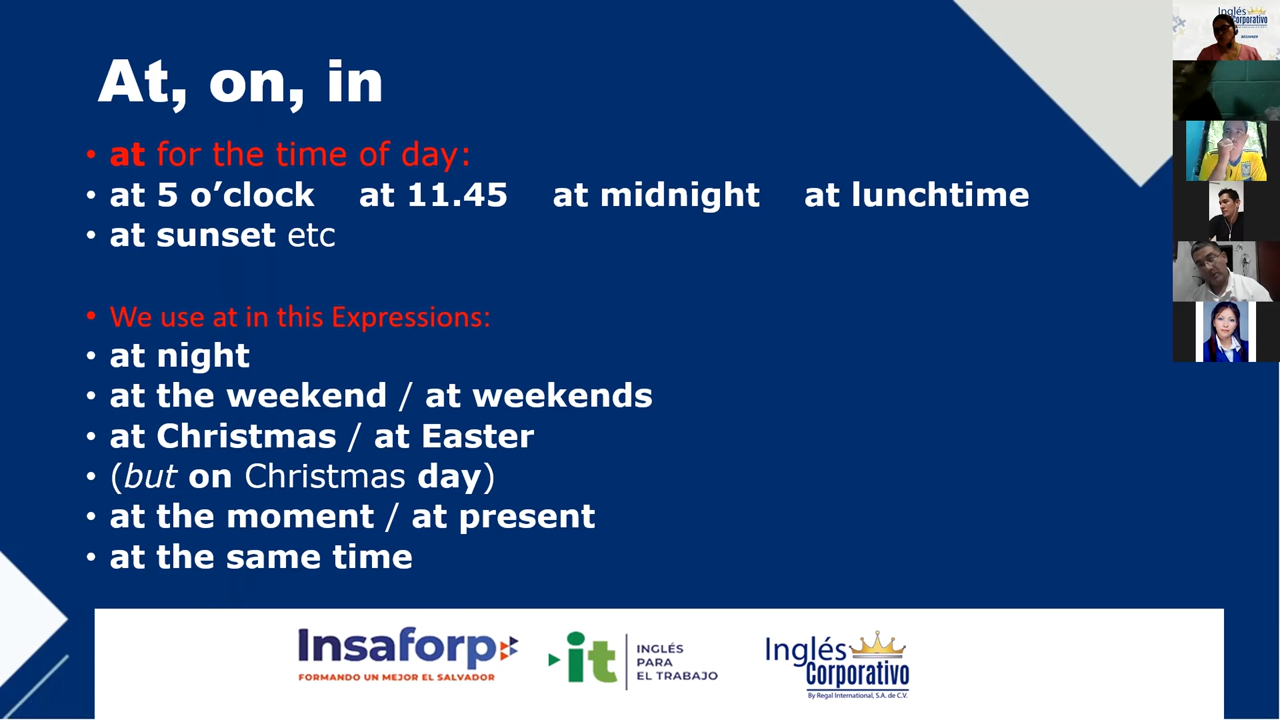 At, on, in
• at for the time of day:
• at 5 o’clock at 11.45 at midnight at lunchtime
• at sunset etc
• We use at in this Expressions:
• at night
• at the weekend / at weekends
• at Christmas / at Easter
• (but on Christmas day)
• at the moment / at present
• at the same time
Insaforp
FORMANDO UN MEJOR EL SALVADOR
it
INGLÉS
PARA
EL TRABAJO
Inglés
Corporativo
By Regal International, S.A. de C.V.
Inglés
Corporativo
BEGINNER